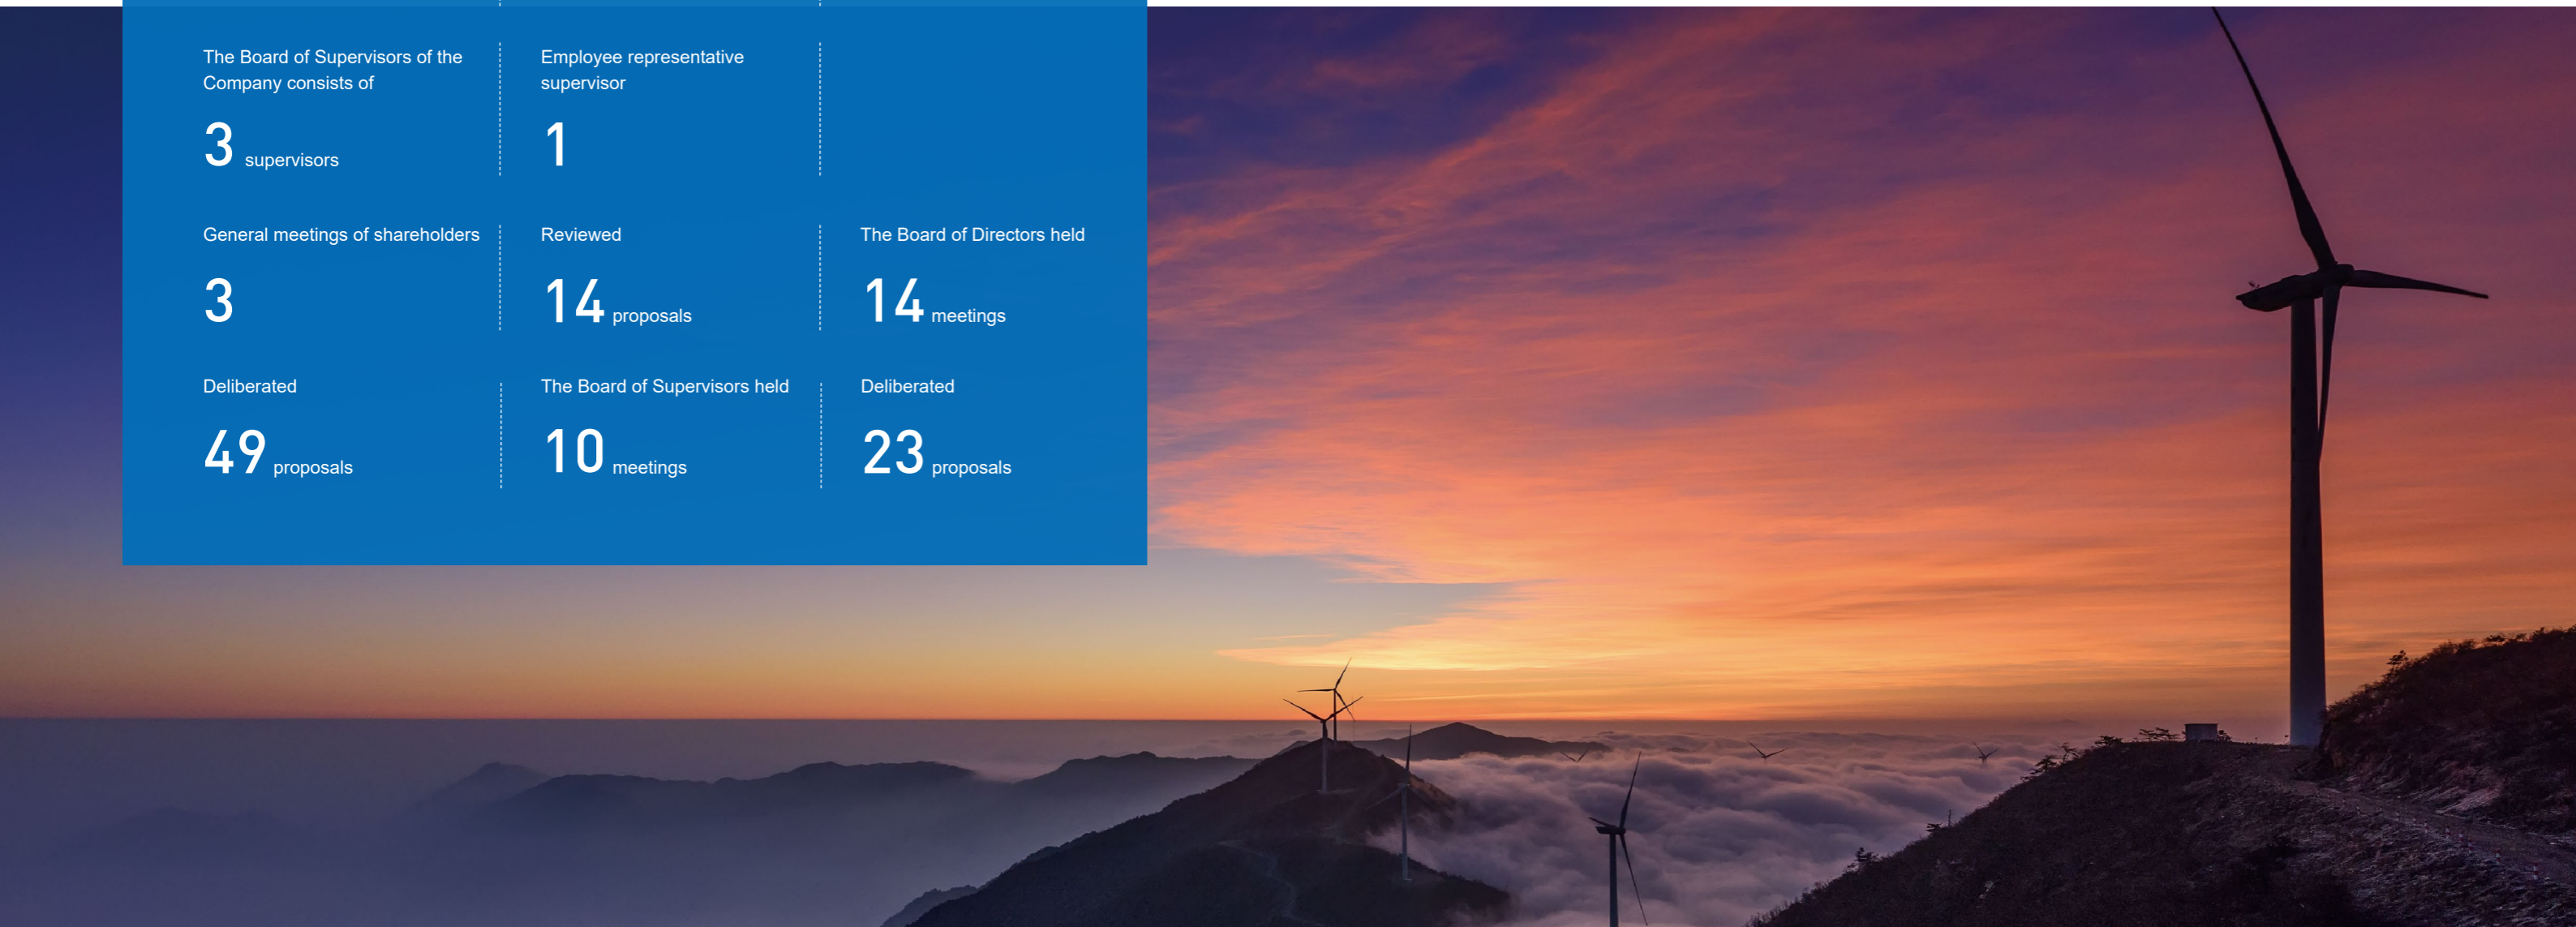 The Board of Supervisors of the
Company consists of
3 supervisors
Employee representative
supervisor
1
General meetings of shareholders
3
Reviewed
14 proposals
The Board of Directors held
14 meetings
Deliberated
49 proposals
The Board of Supervisors held
10 meetings
Deliberated
23 proposals